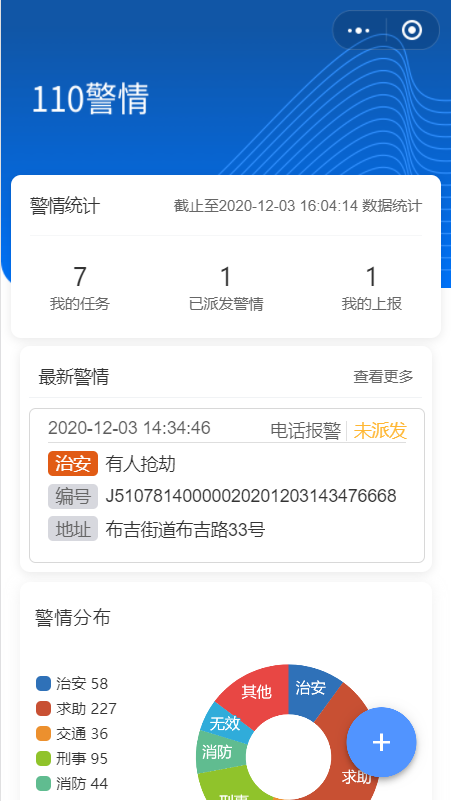 110警情
警情统计 截止至2020-12-03 16:04:14 数据统计
7 1 1
我的任务 已派发警情 我的上报
最新警情 查看更多
2020-12-03 14:34:46 电话报警 未派发
治安 有人抢劫
编号 J51078140000020201203143476668
地址 布吉街道布吉路33号
警情分布
治安 58
求助 227
交通 36
刑事 95
消防 44
其他 治安
无效
消防
求助
刑事